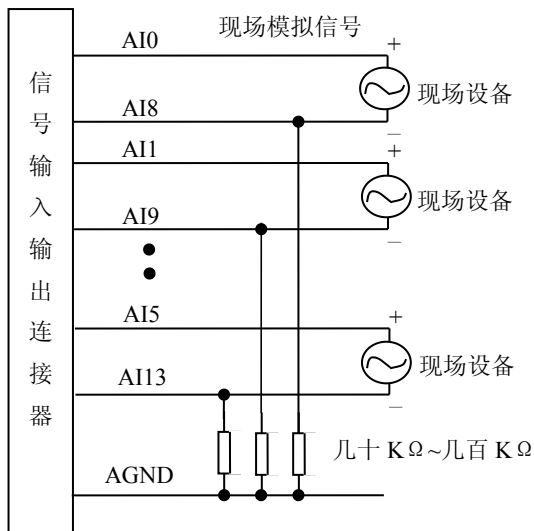 信号输入输出连接器
现场模拟信号
AI0
+
现场设备
AI8
−
AI1
+
现场设备
AI9
−
AI5
+
现场设备
AI13
−
几十 KΩ~几百 KΩ
AGND